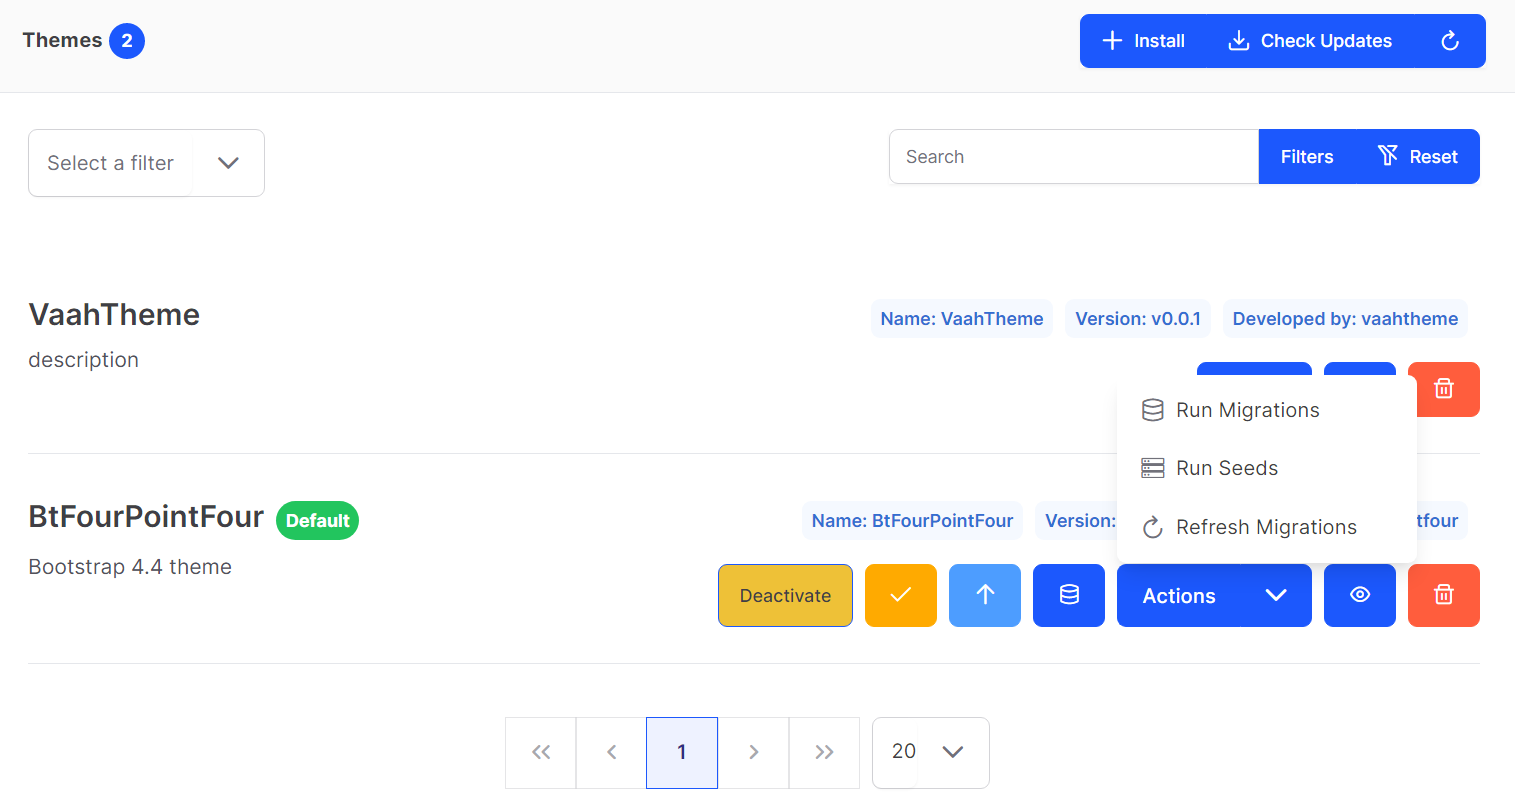 Themes 2
Install Check Updates
Select a filter
Search Filters Reset
VaahTheme
Name: VaahTheme Version: v0.0.1 Developed by: vaahtheme
description
Run Migrations
Run Seeds
BtFourPointFour Default
Name: BtFourPointFour Version: tfour
Refresh Migrations
Bootstrap 4.4 theme
Deactivate Actions
1 20